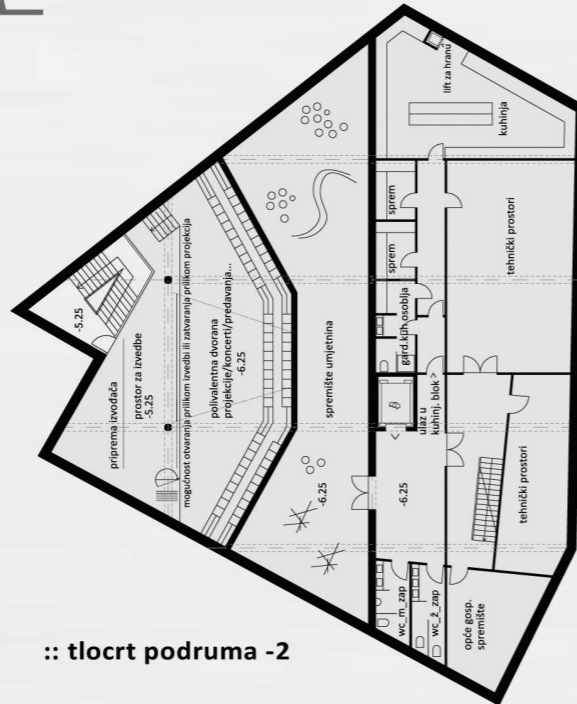 -5.25
priprema izvođača
prostor za izvedbe
-5.25
mogućnost otvaranja prilikom izvedbi ili zatvaranja prilikom projekcija
polivalentna dvorana
projekcije/koncerti/predavanja...
-6.25
spremište umjetnina
-6.25
lift za hranu
kuhinja
sprem
sprem
gard.kuh.osoblja
tehnički prostori
ulaz u
kuhinj. blok >
-6.25
tehnički prostori
wc_m_zap
wc_ž_zap
opće gosp.
spremište
:: tlocrt podruma -2